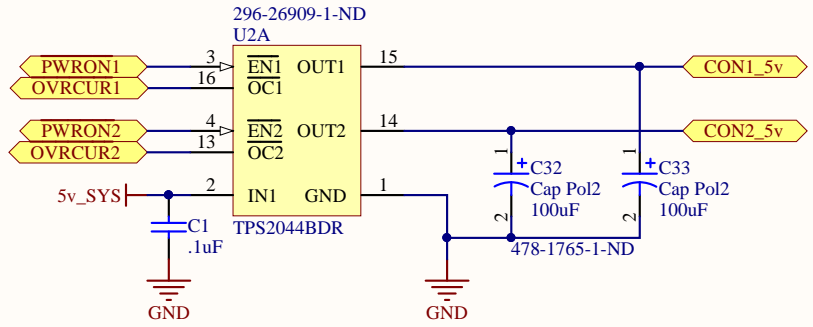 296-26909-1-ND
U2A
PWRON1 3 EN1 OUT1 15 CON1_5v
OVRCUR1 16 OC1
PWRON2 4 EN2 OUT2 14 CON2_5v
OVRCUR2 13 OC2
5v_SYS 2 IN1 GND 1
1 + C32 1 + C33
Cap Pol2 Cap Pol2
2 100uF 2 100uF
C1 TPS2044BDR
.1uF 478-1765-1-ND
GND GND